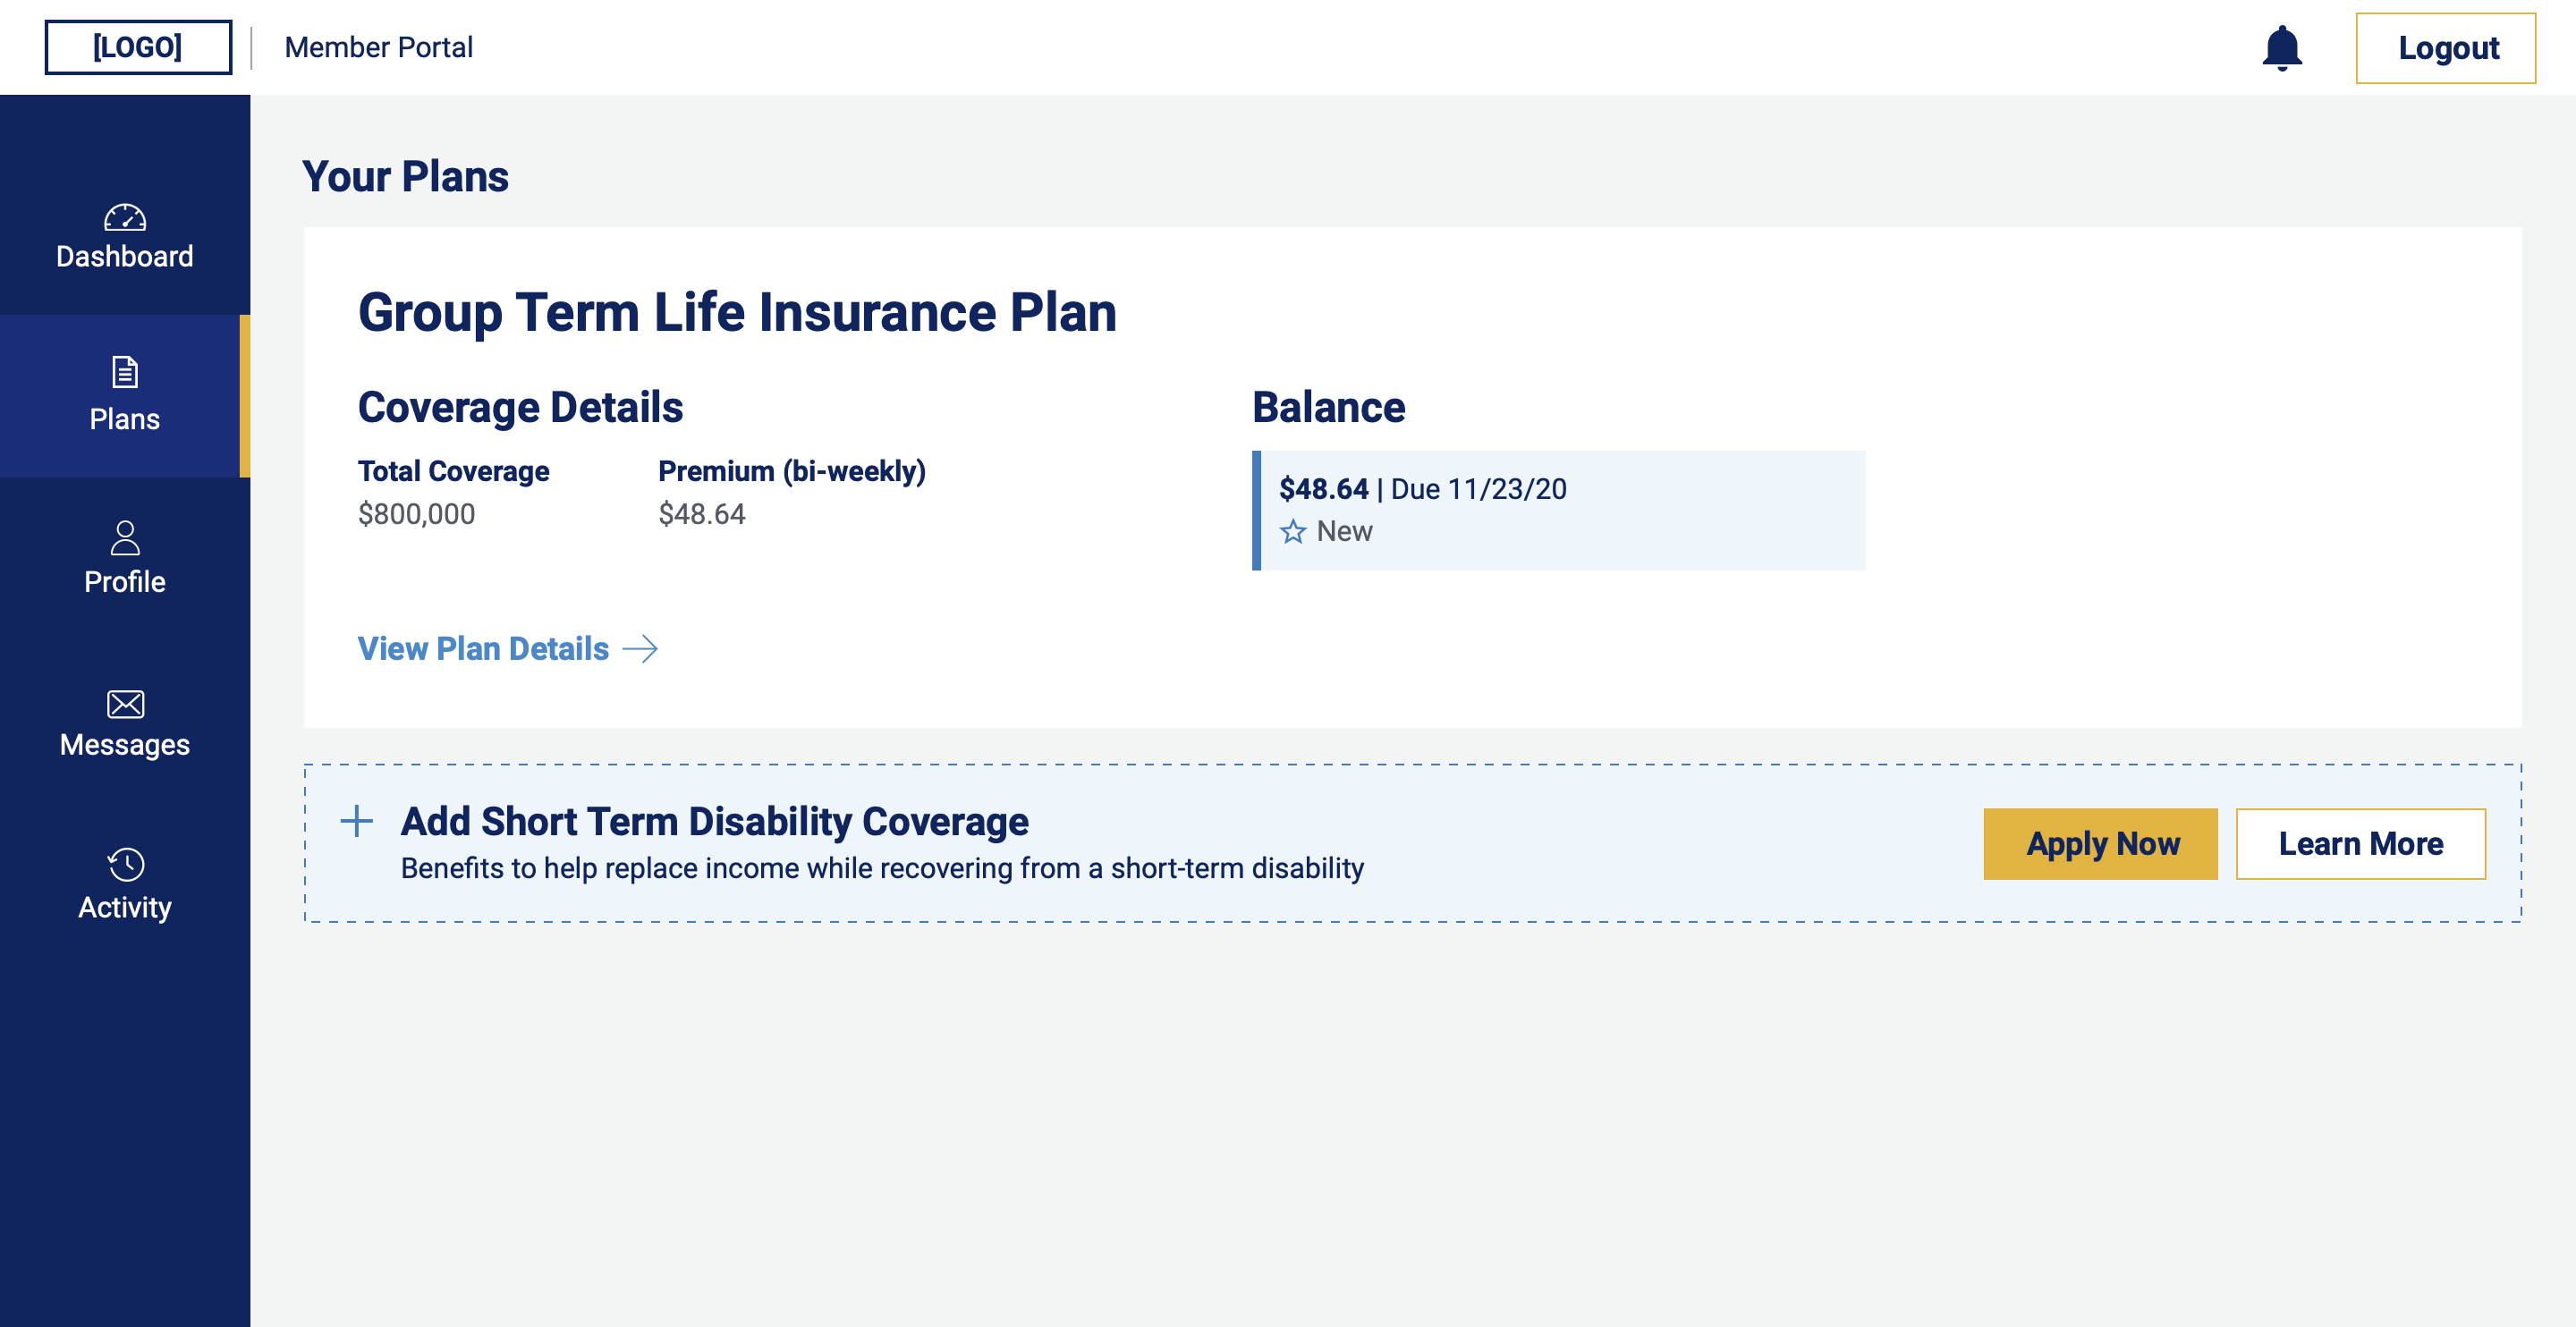 [LOGO]
Member Portal
Logout
Dashboard
Plans
Profile
Messages
Activity
Your Plans
Group Term Life Insurance Plan
Coverage Details
Total Coverage
$800,000
Premium (bi-weekly)
$48.64
Balance
$48.64 | Due 11/23/20
New
View Plan Details
Add Short Term Disability Coverage
Benefits to help replace income while recovering from a short-term disability
Apply Now
Learn More